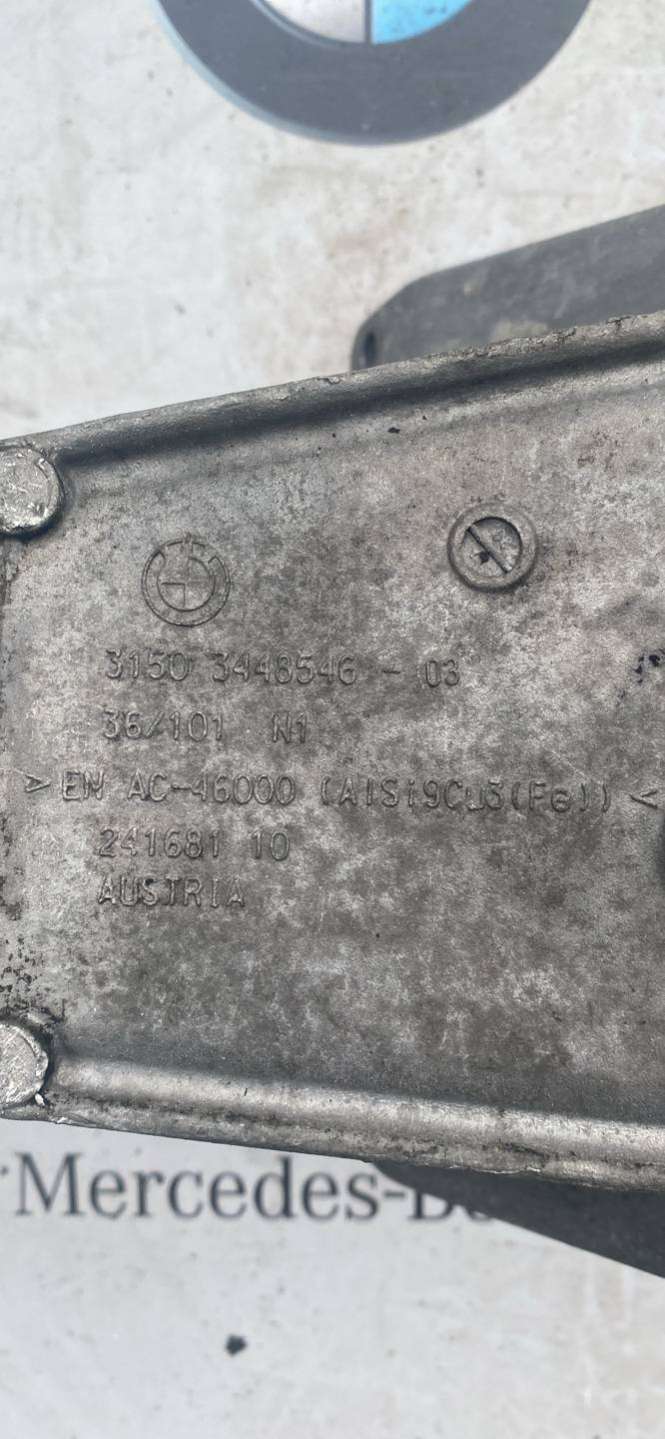 3150 3448546 - 03
36/101 N1
> EN AC-46000 (AlSi9Cu3(Fe)) <
241681 10
AUSTRIA
Mercedes-B